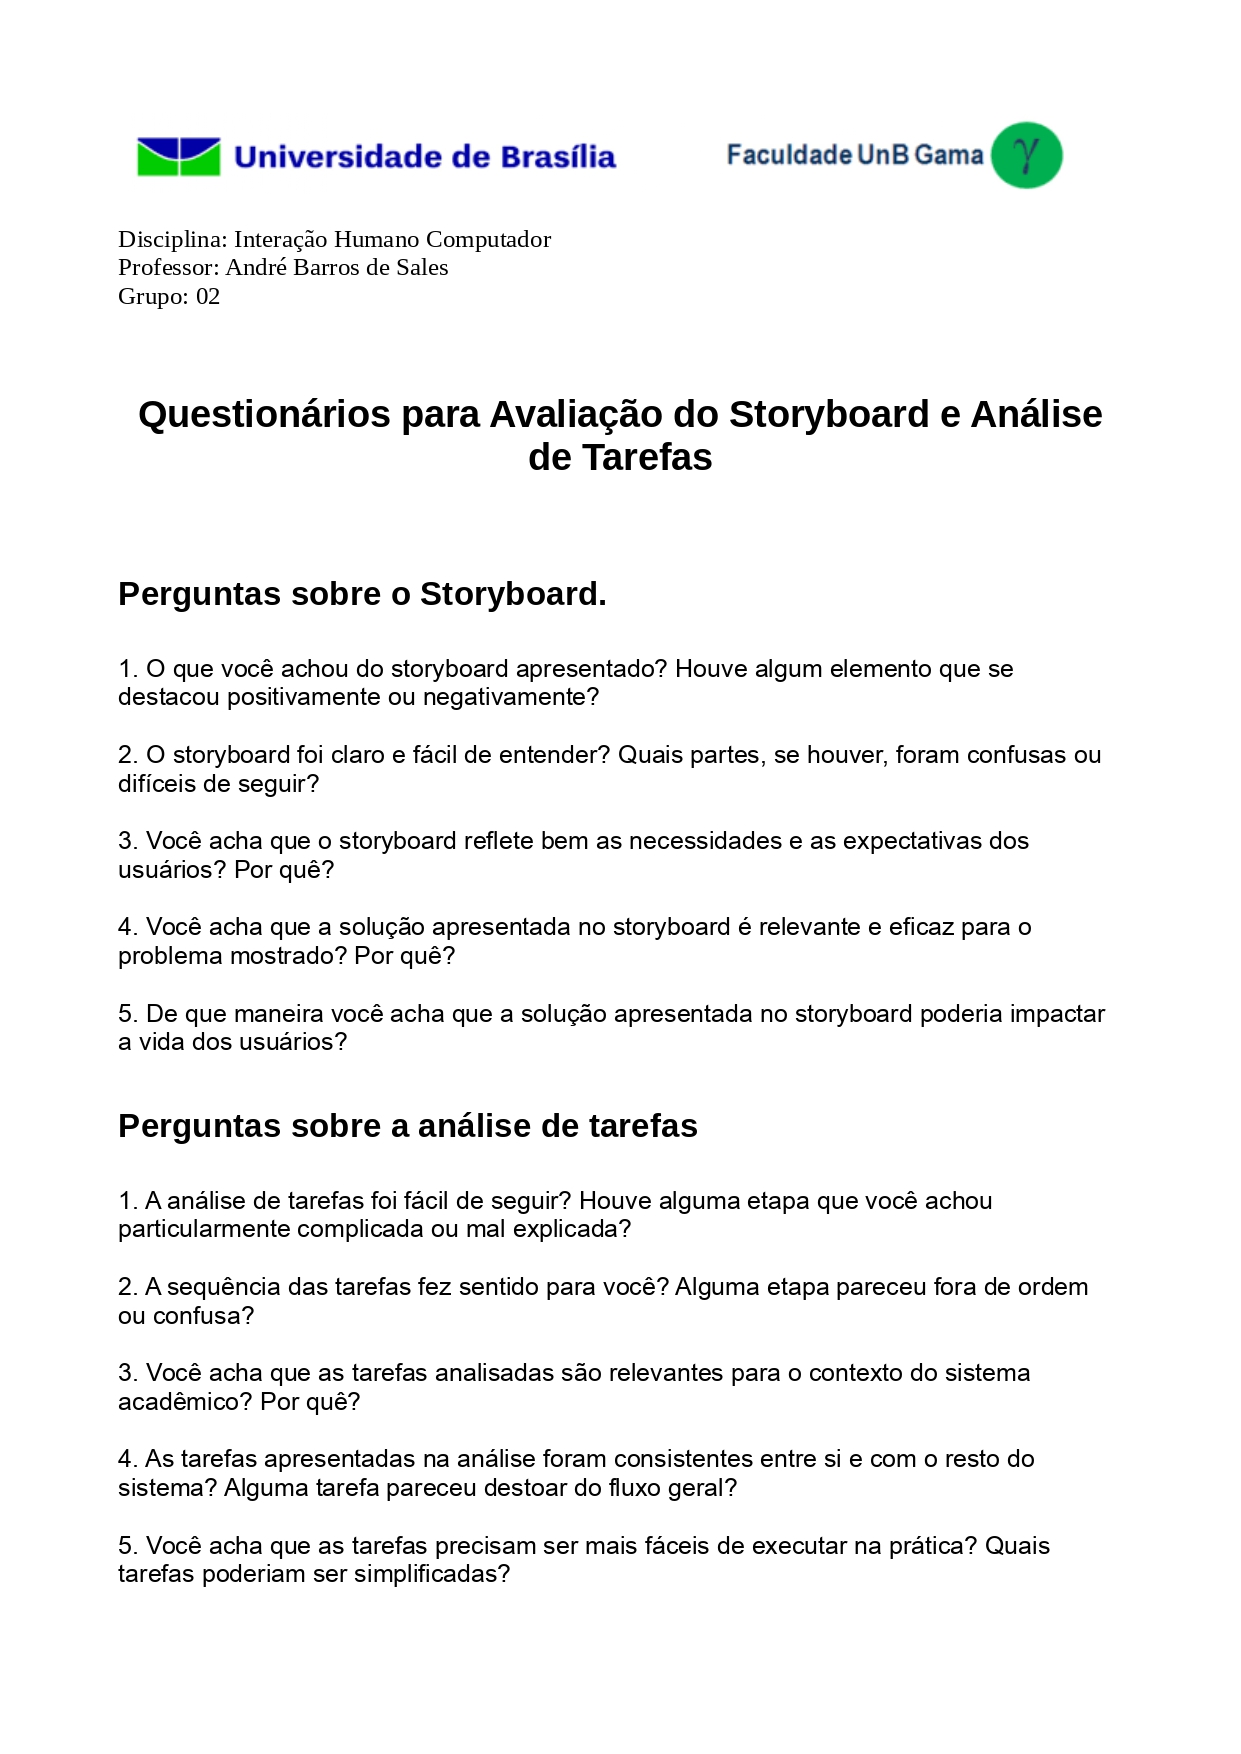 Universidade de Brasília
Faculdade UnB Gama
Disciplina: Interação Humano Computador
Professor: André Barros de Sales
Grupo: 02
Questionários para Avaliação do Storyboard e Análise
de Tarefas
Perguntas sobre o Storyboard.
1. O que você achou do storyboard apresentado? Houve algum elemento que se
destacou positivamente ou negativamente?
2. O storyboard foi claro e fácil de entender? Quais partes, se houver, foram confusas ou
difíceis de seguir?
3. Você acha que o storyboard reflete bem as necessidades e as expectativas dos
usuários? Por quê?
4. Você acha que a solução apresentada no storyboard é relevante e eficaz para o
problema mostrado? Por quê?
5. De que maneira você acha que a solução apresentada no storyboard poderia impactar
a vida dos usuários?
Perguntas sobre a análise de tarefas
1. A análise de tarefas foi fácil de seguir? Houve alguma etapa que você achou
particularmente complicada ou mal explicada?
2. A sequência das tarefas fez sentido para você? Alguma etapa pareceu fora de ordem
ou confusa?
3. Você acha que as tarefas analisadas são relevantes para o contexto do sistema
acadêmico? Por quê?
4. As tarefas apresentadas na análise foram consistentes entre si e com o resto do
sistema? Alguma tarefa pareceu destoar do fluxo geral?
5. Você acha que as tarefas precisam ser mais fáceis de executar na prática? Quais
tarefas poderiam ser simplificadas?